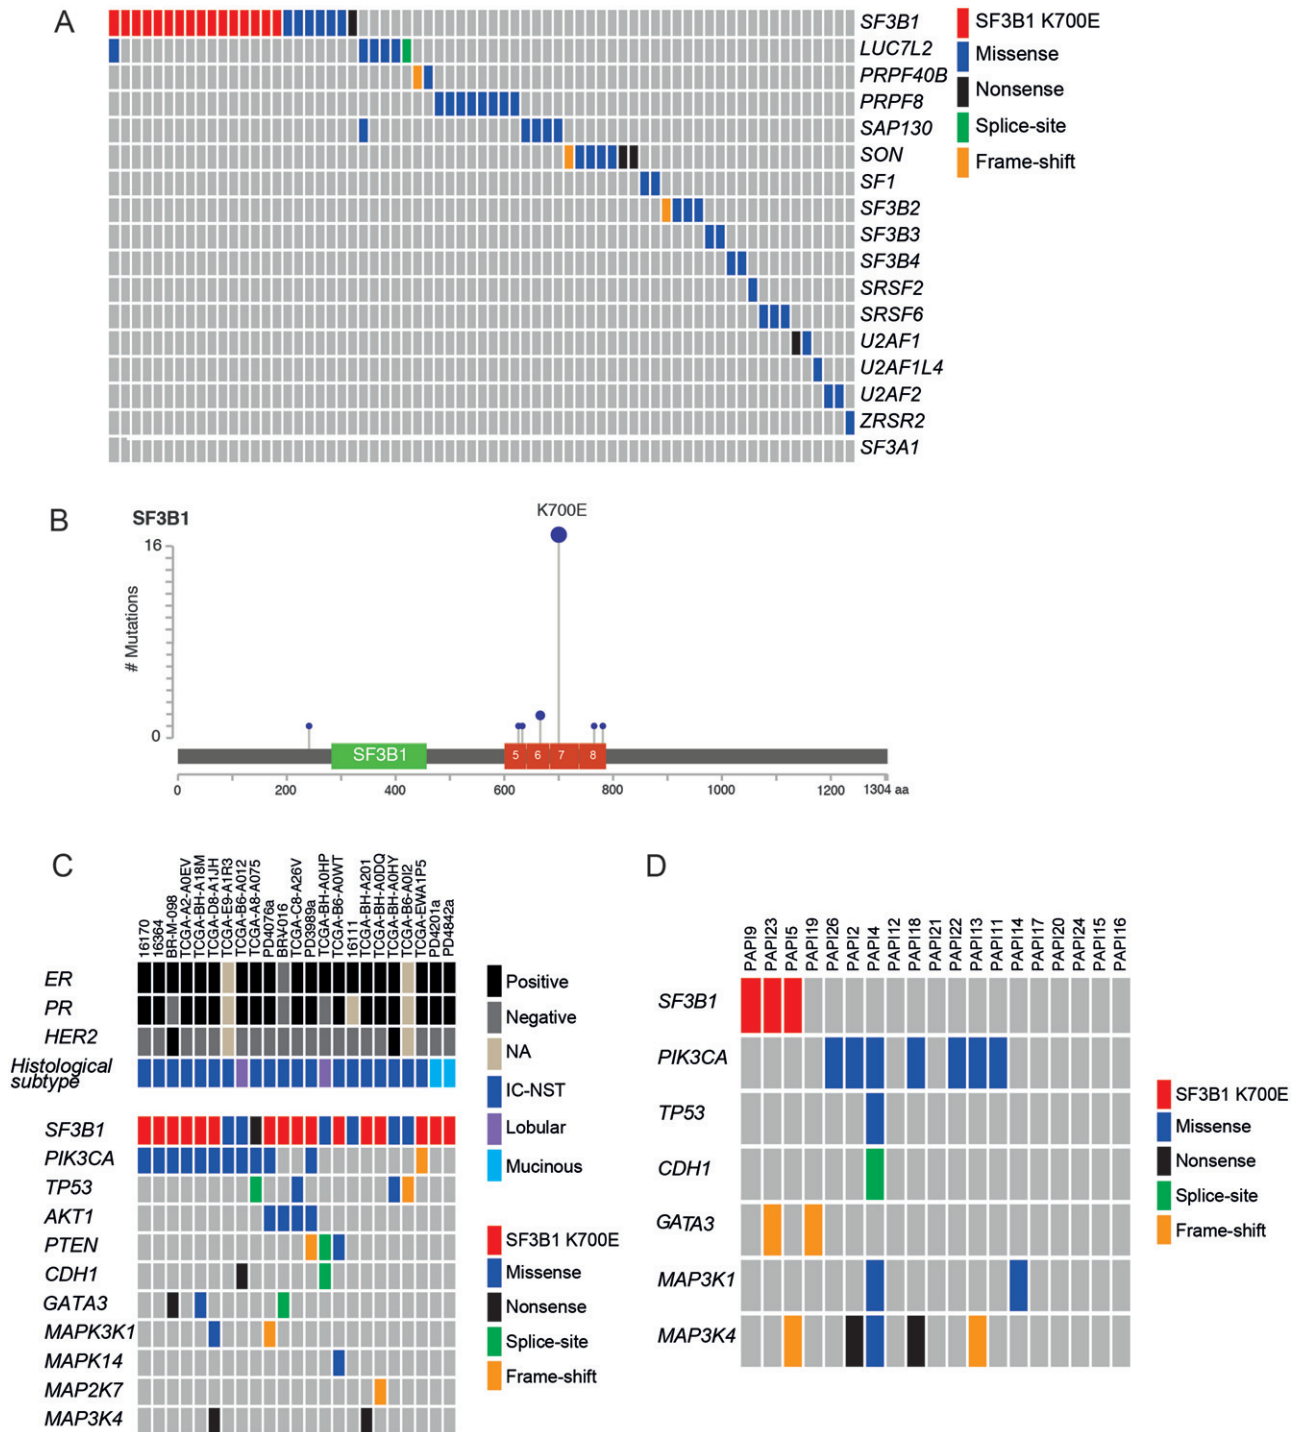 A
SF3B1
LUC7L2
PRPF40B
PRPF8
SAP130
SON
SF1
SF3B2
SF3B3
SF3B4
SRSF2
SRSF6
U2AF1
U2AF1L4
U2AF2
ZRSR2
SF3A1
SF3B1 K700E
Missense
Nonsense
Splice-site
Frame-shift
B
SF3B1
K700E
16
# Mutations
0
SF3B1
5 6 7 8
0 200 400 600 800 1000 1200 1304 aa
C
16170
16364
BR-M-098
TCGA-A2-A0EV
TCGA-BH-A18M
TCGA-D8-A1JH
TCGA-E9-A1R3
TCGA-B6-A012
TCGA-A8-A075
PD4076a
BRV-016
PD3989a
TCGA-C8-A26V
TCGA-BH-A0HP
TCGA-B6-A0WT
16111
TCGA-BH-A201
TCGA-BH-A0DQ
TCGA-BH-A0HY
TCGA-B6-A0I2
TCGA-EWA1P5
PD4201a
PD4842a
ER
PR
HER2
Histological
subtype
SF3B1
PIK3CA
TP53
AKT1
PTEN
CDH1
GATA3
MAPK3K1
MAPK14
MAP2K7
MAP3K4
Positive
Negative
NA
IC-NST
Lobular
Mucinous
SF3B1 K700E
Missense
Nonsense
Splice-site
Frame-shift
D
PAPI9
PAPI23
PAPI5
PAPI19
PAPI26
PAPI2
PAPI4
PAPI12
PAPI18
PAPI21
PAPI22
PAPI13
PAPI11
PAPI14
PAPI17
PAPI20
PAPI24
PAPI15
PAPI16
SF3B1
PIK3CA
TP53
CDH1
GATA3
MAP3K1
MAP3K4
SF3B1 K700E
Missense
Nonsense
Splice-site
Frame-shift